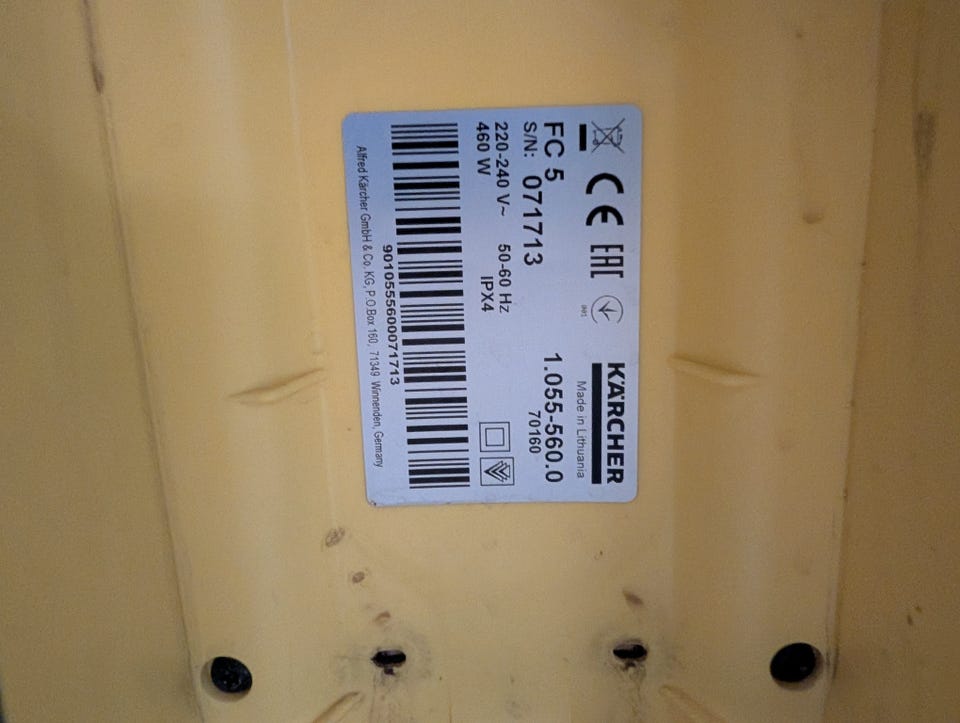 CE EAC
KÄRCHER
Made in Lithuania
FC 5
1.055-560.0
S/N: 071713
70160
220-240 V~ 50-60 Hz
460 W IPX4
9010555600071713
Alfred Kärcher GmbH & Co. KG, P.O.Box 160, 71349 Winnenden, Germany